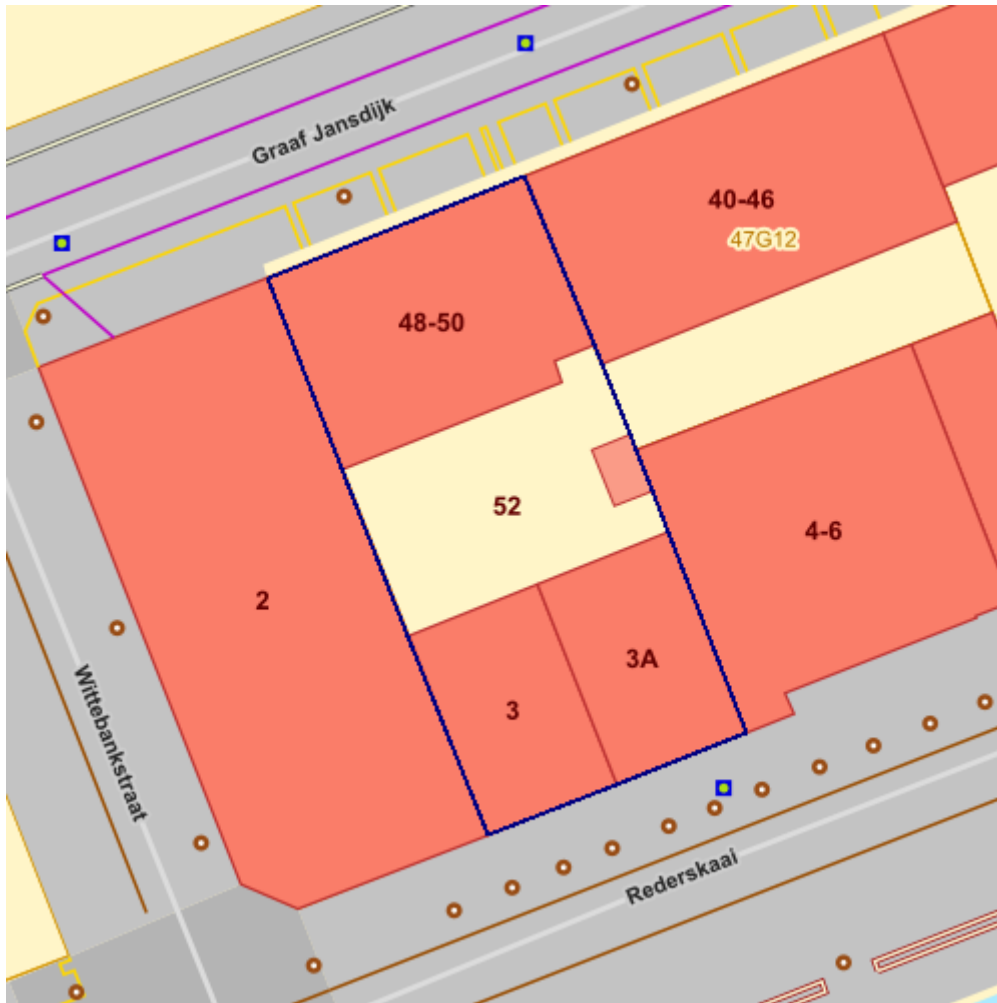 Graaf Jansdijk
40-46
47G12
48-50
52
4-6
2
3A
3
Wittebankstraat
Rederskaai